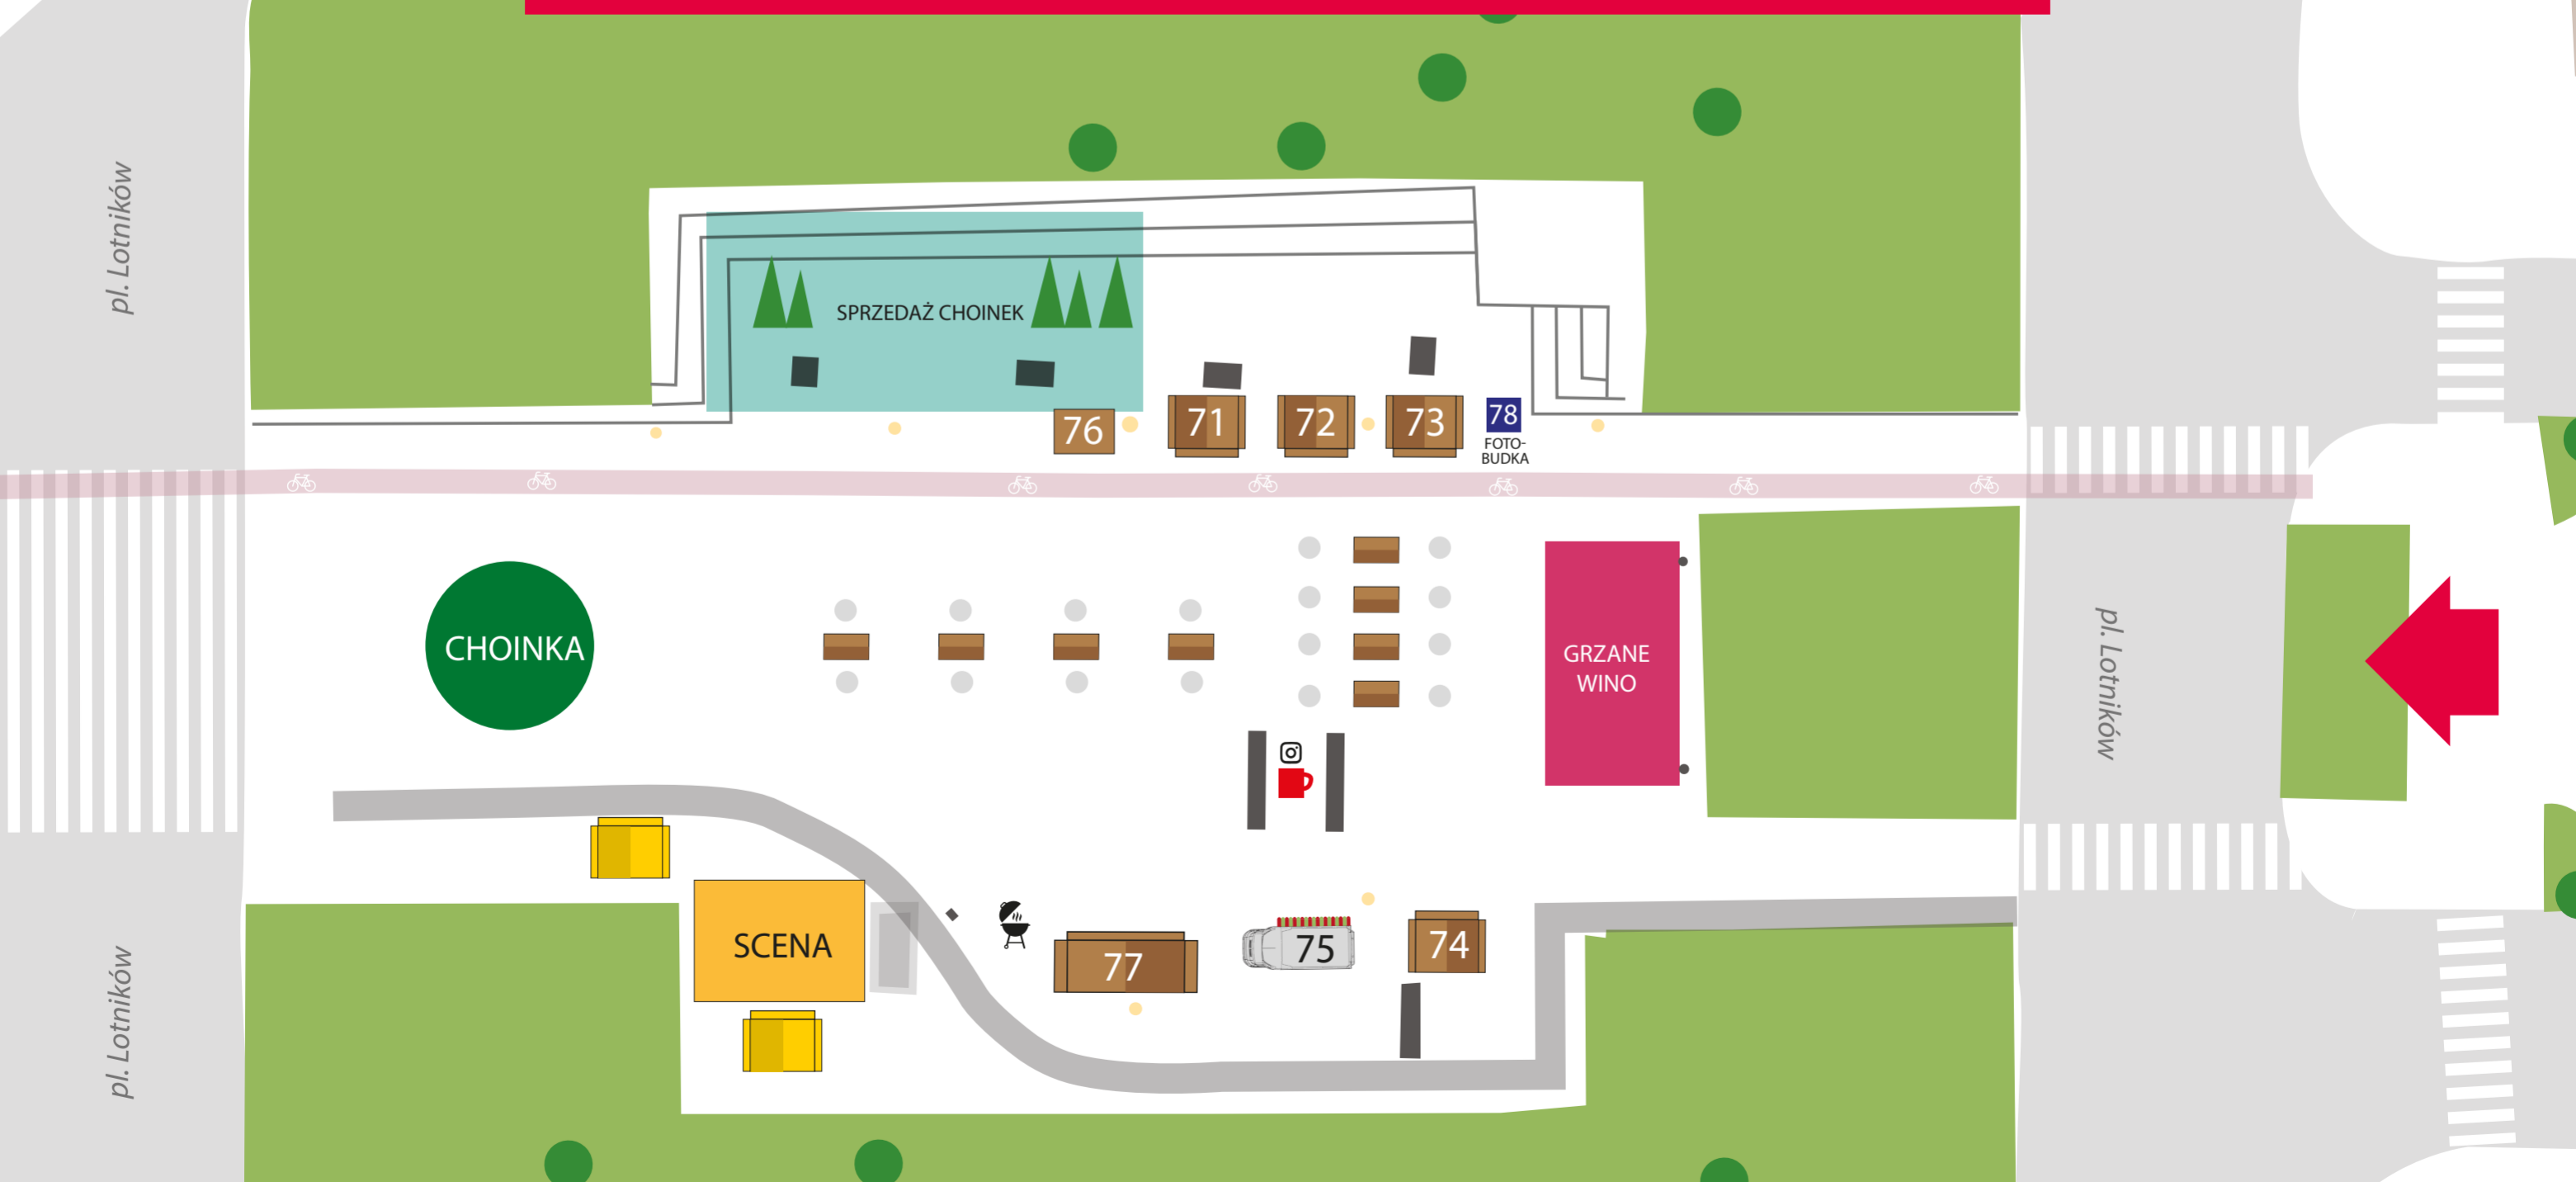 pl. Lotników
SPRZEDAŻ CHOINEK
76
71
72
73
78
FOTO-
BUDKA
CHOINKA
GRZANE
WINO
pl. Lotników
SCENA
77
75
74
pl. Lotników